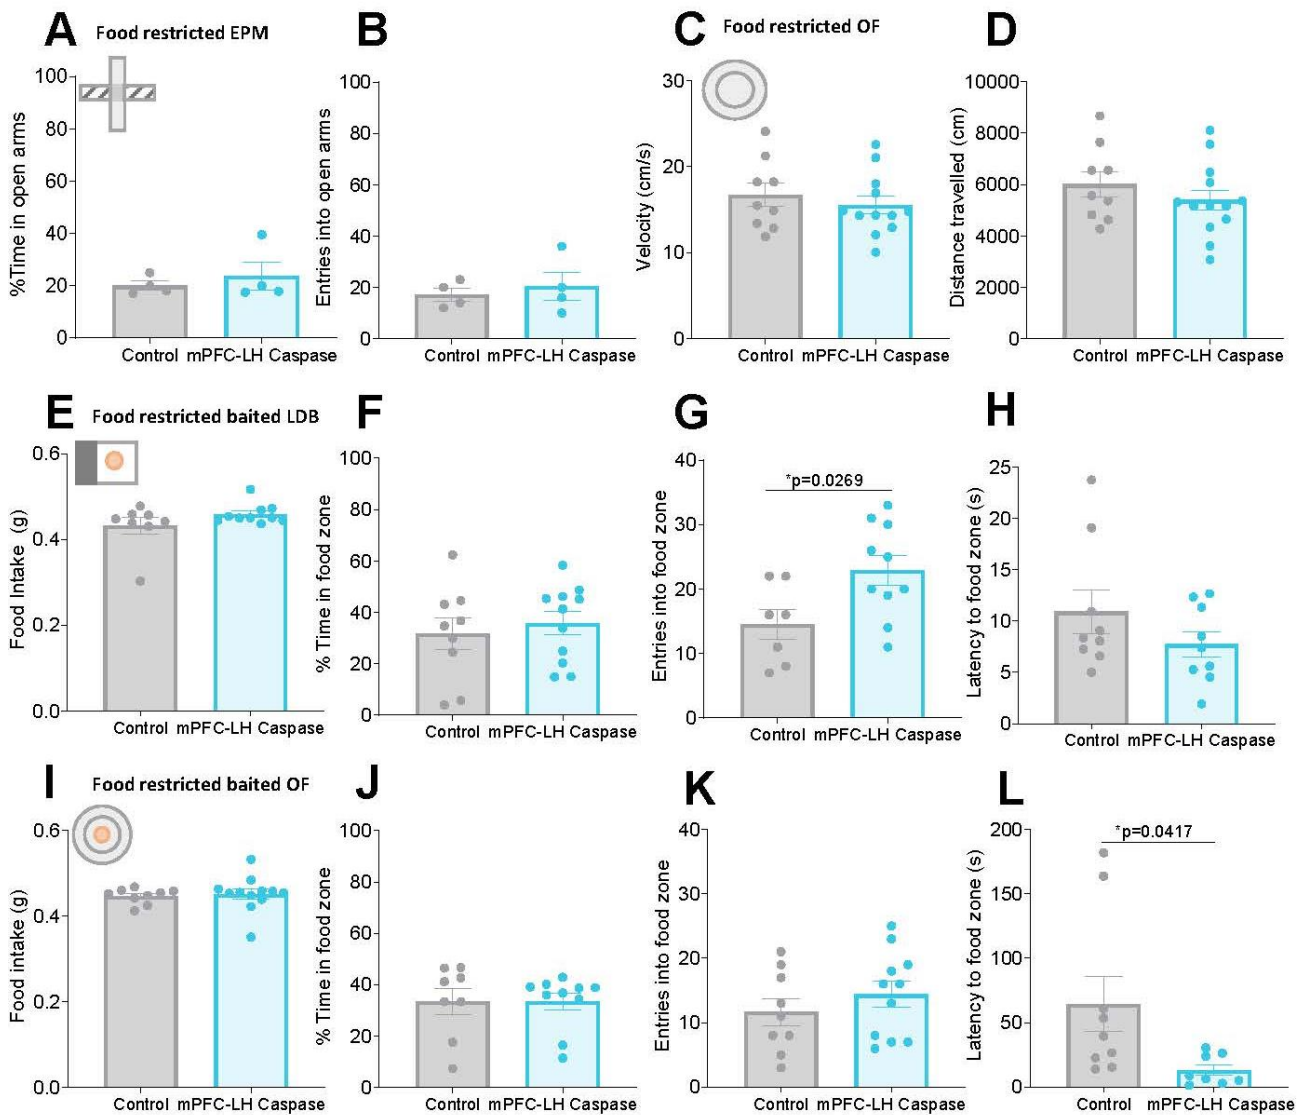 A Food restricted EPM
%Time in open arms
100
80
60
40
20
0
Control mPFC-LH Caspase
B
Entries into open arms
100
80
60
40
20
0
Control mPFC-LH Caspase
C Food restricted OF
Velocity (cm/s)
30
20
10
0
Control mPFC-LH Caspase
D
Distance travelled (cm)
10000
8000
6000
4000
2000
0
Control mPFC-LH Caspase
E Food restricted baited LDB
Food Intake (g)
0.6
0.4
0.2
0.0
Control mPFC-LH Caspase
F
% Time in food zone
100
80
60
40
20
0
Control mPFC-LH Caspase
G
Entries into food zone
40
30
20
10
0
*p=0.0269
Control mPFC-LH Caspase
H
Latency to food zone (s)
25
20
15
10
5
0
Control mPFC-LH Caspase
I Food restricted baited OF
Food intake (g)
0.6
0.4
0.2
0.0
Control mPFC-LH Caspase
J
% Time in food zone
100
80
60
40
20
0
Control mPFC-LH Caspase
K
Entries into food zone
40
30
20
10
0
Control mPFC-LH Caspase
L
Latency to food zone (s)
200
150
100
50
0
*p=0.0417
Control mPFC-LH Caspase